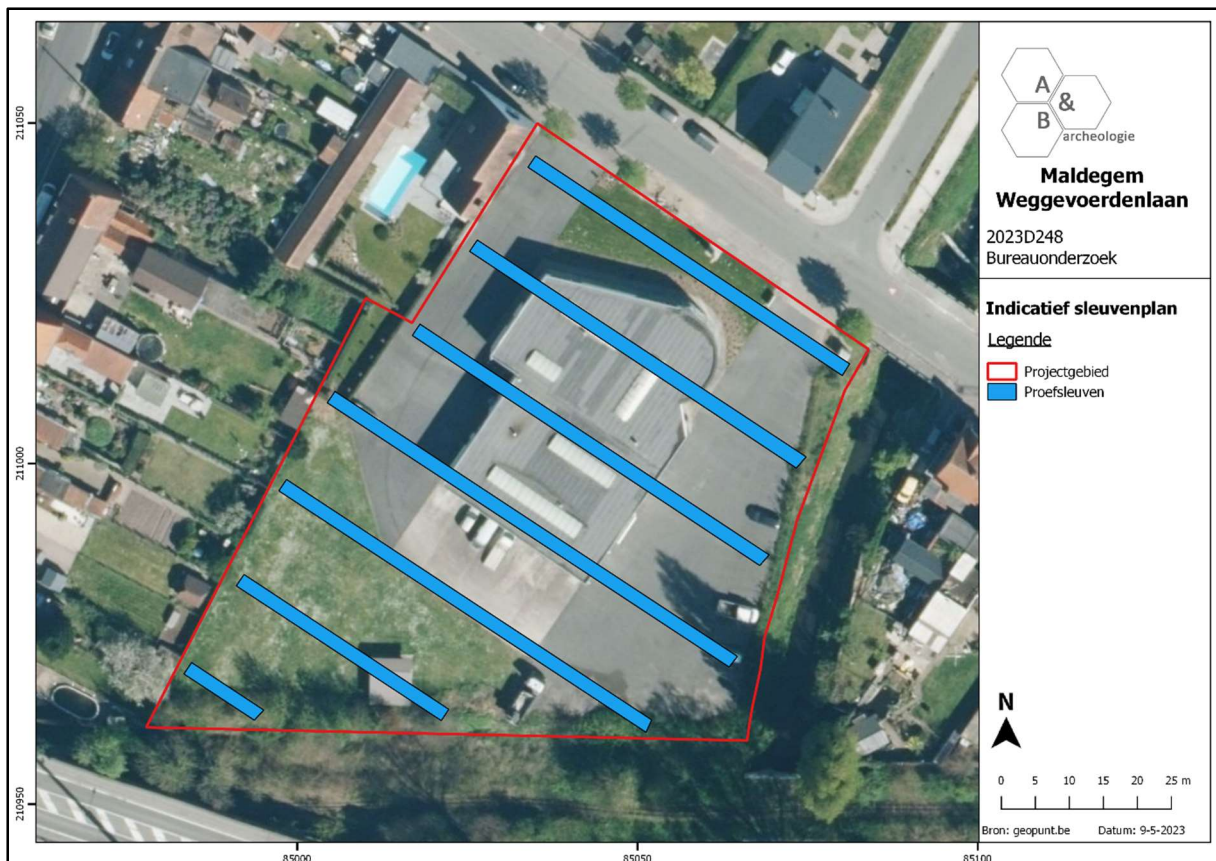 A
&
B
archeologie
Maldegem
Weggevoerdenlaan
2023D248
Bureauonderzoek
Indicatief sleuvenplan
Legende
Projectgebied
Proefsleuven
N
0 5 10 15 20 25 m
Bron: geopunt.be Datum: 9-5-2023
211050
211000
210950
85000 85050 85100